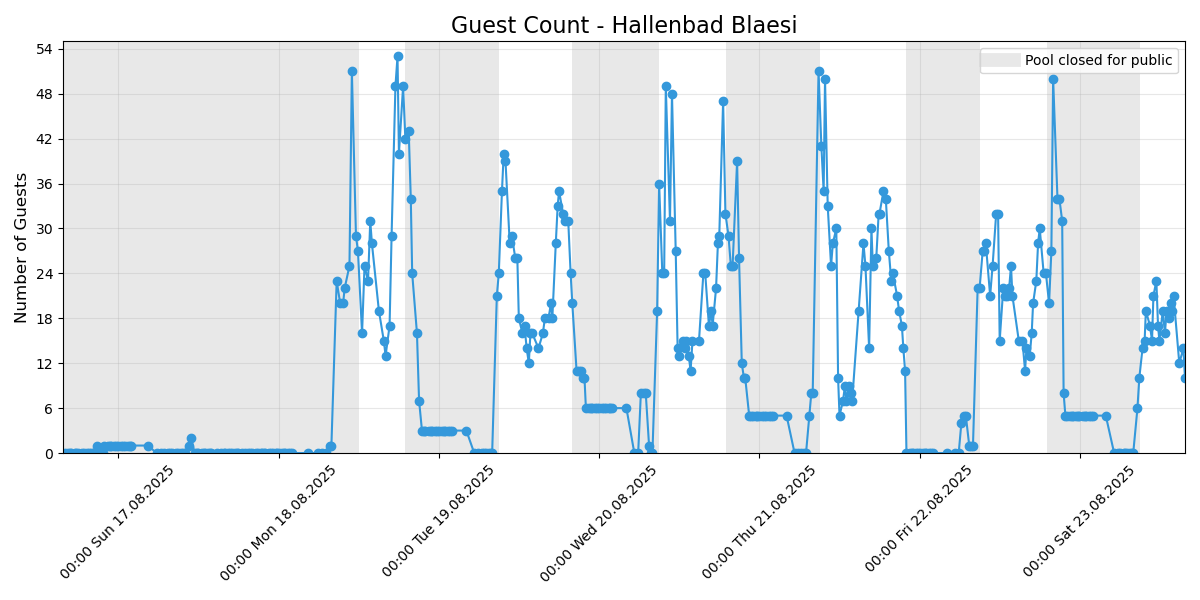 Guest Count - Hallenbad Blaesi
Pool closed for public
Number of Guests
54
48
42
36
30
24
18
12
6
0
00:00 Sun 17.08.2025
00:00 Mon 18.08.2025
00:00 Tue 19.08.2025
00:00 Wed 20.08.2025
00:00 Thu 21.08.2025
00:00 Fri 22.08.2025
00:00 Sat 23.08.2025